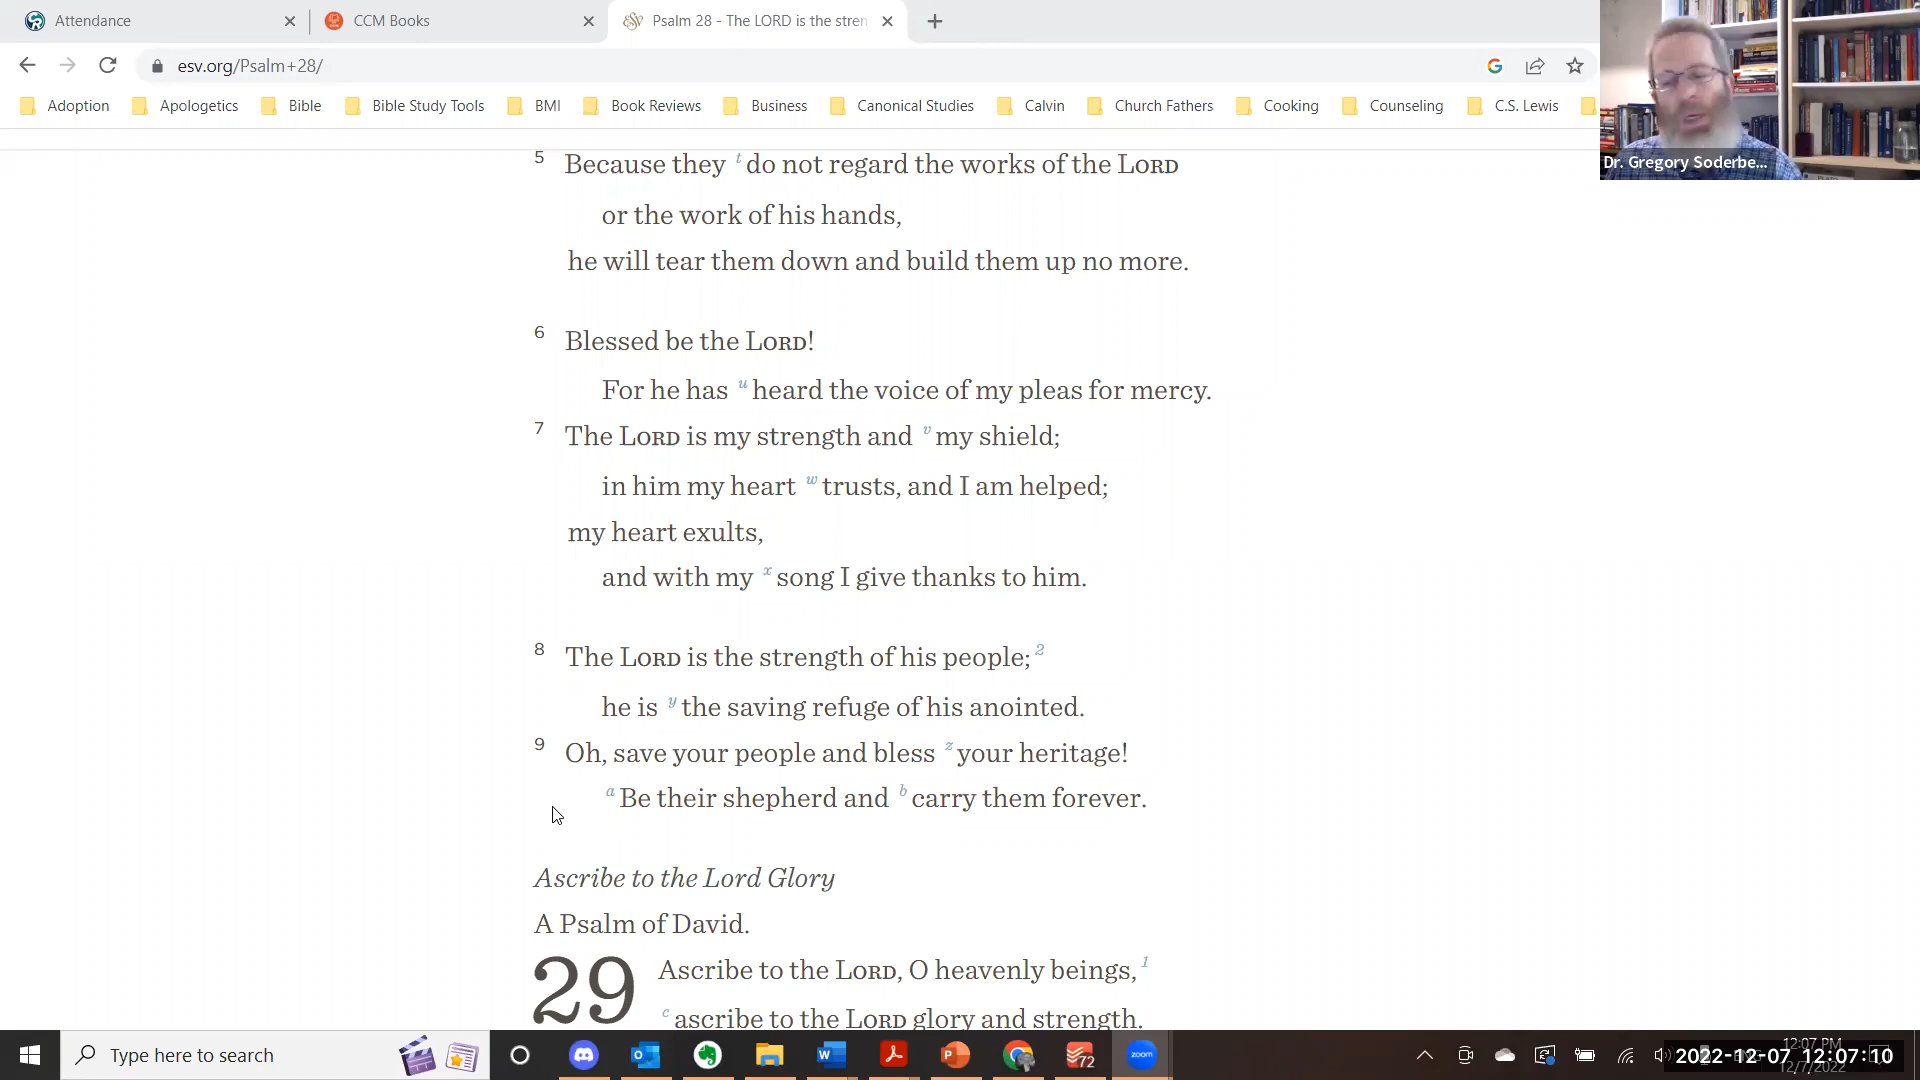 Attendance
CCM Books
Psalm 28 - The LORD is the stren
esv.org/Psalm+28/
Adoption Apologetics Bible Bible Study Tools BMI Book Reviews Business Canonical Studies Calvin Church Fathers Cooking Counseling C.S. Lewis
Dr. Gregory Soderbe...
5 Because they t do not regard the works of the LORD
or the work of his hands,
he will tear them down and build them up no more.
6 Blessed be the LORD!
For he has u heard the voice of my pleas for mercy.
7 The LORD is my strength and v my shield;
in him my heart w trusts, and I am helped;
my heart exults,
and with my x song I give thanks to him.
8 The LORD is the strength of his people; 2
he is y the saving refuge of his anointed.
9 Oh, save your people and bless z your heritage!
a Be their shepherd and b carry them forever.
Ascribe to the Lord Glory
A Psalm of David.
29 Ascribe to the LORD, O heavenly beings, 1
c ascribe to the LORD glory and strength.
Type here to search
72
zoom
12:07 PM
2022-12-07 12:07:10
12/7/2022